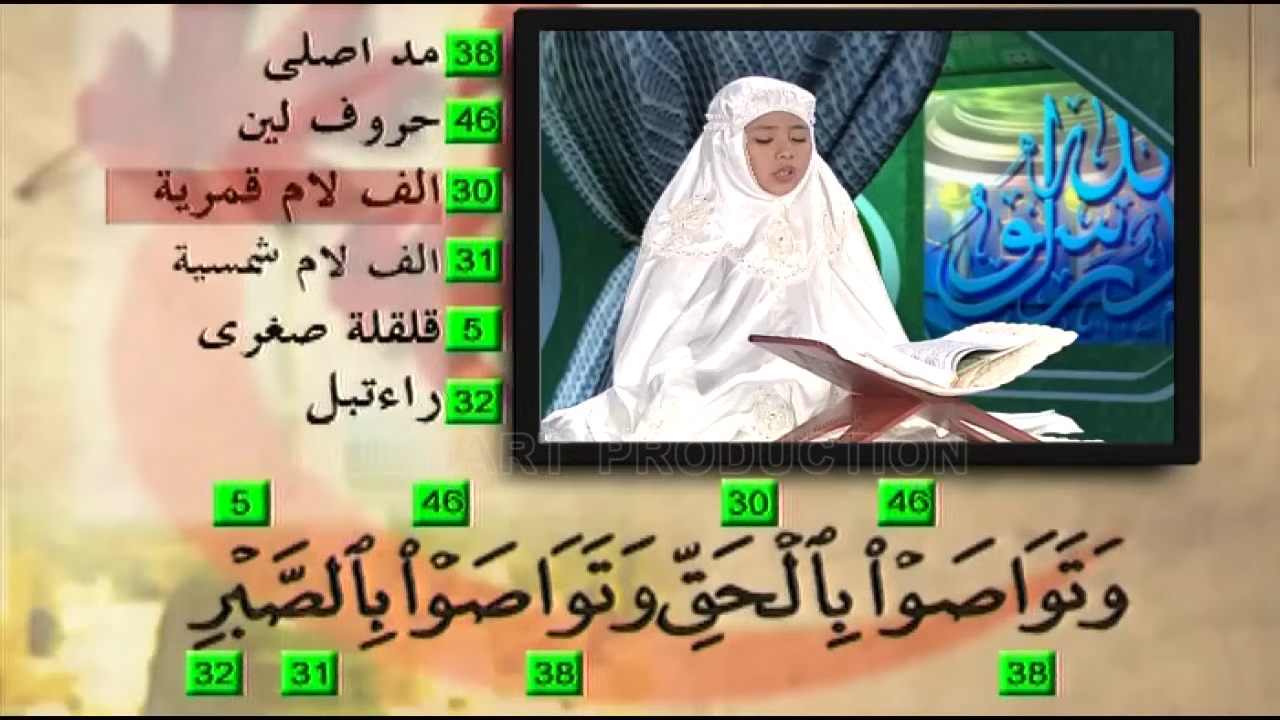 38 مد اصلى
46 حروف لين
30 الف لام قمرية
31 الف لام شمسية
5 قلقلة صغرى
32 راءتبل
ART PRODUCTION
46 30 46 5
وَتَوَاصَوْا۟ بِٱلْحَقِّ وَتَوَاصَوْا۟ بِٱلصَّبْرِ
38 38 31 32